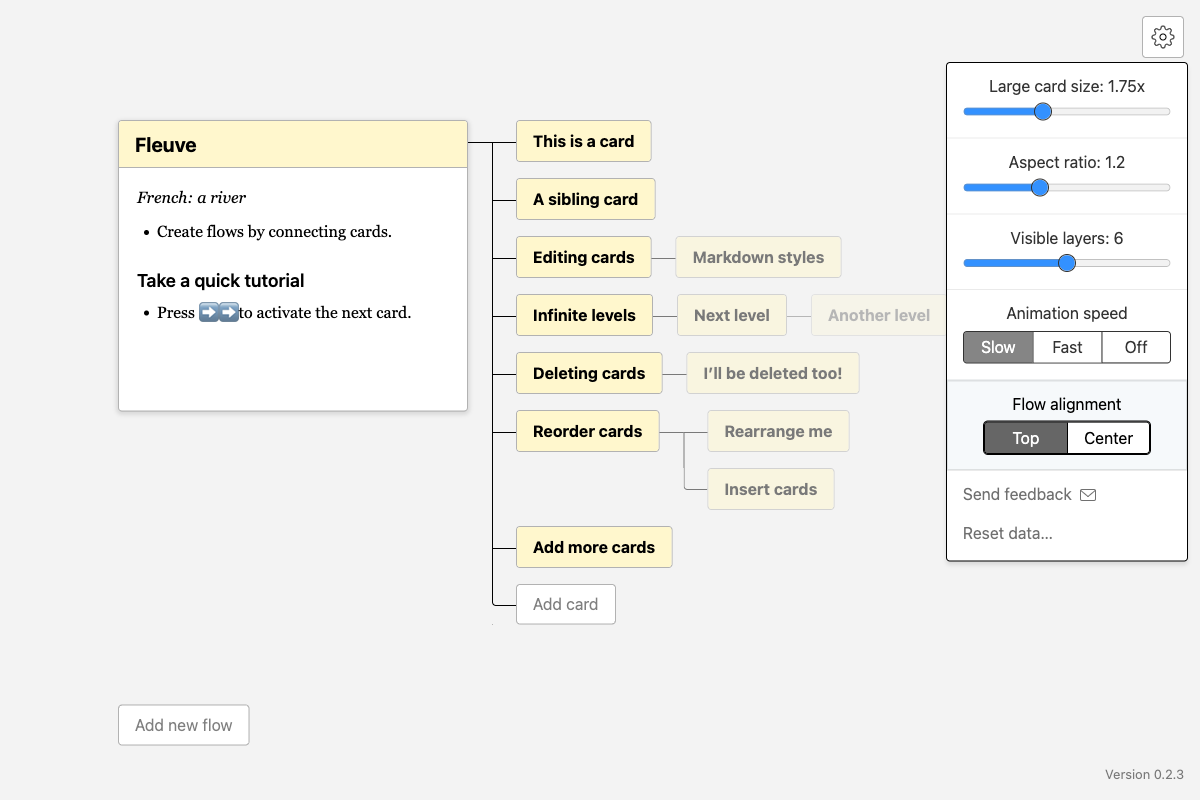 Fleuve
French: a river
• Create flows by connecting cards.
Take a quick tutorial
• Press ➡️➡️to activate the next card.
This is a card
A sibling card
Editing cards
Markdown styles
Infinite levels
Next level
Another level
Deleting cards
I’ll be deleted too!
Reorder cards
Rearrange me
Insert cards
Add more cards
Add card
Add new flow
Large card size: 1.75x
Aspect ratio: 1.2
Visible layers: 6
Animation speed
Slow Fast Off
Flow alignment
Top Center
Send feedback
Reset data...
Version 0.2.3